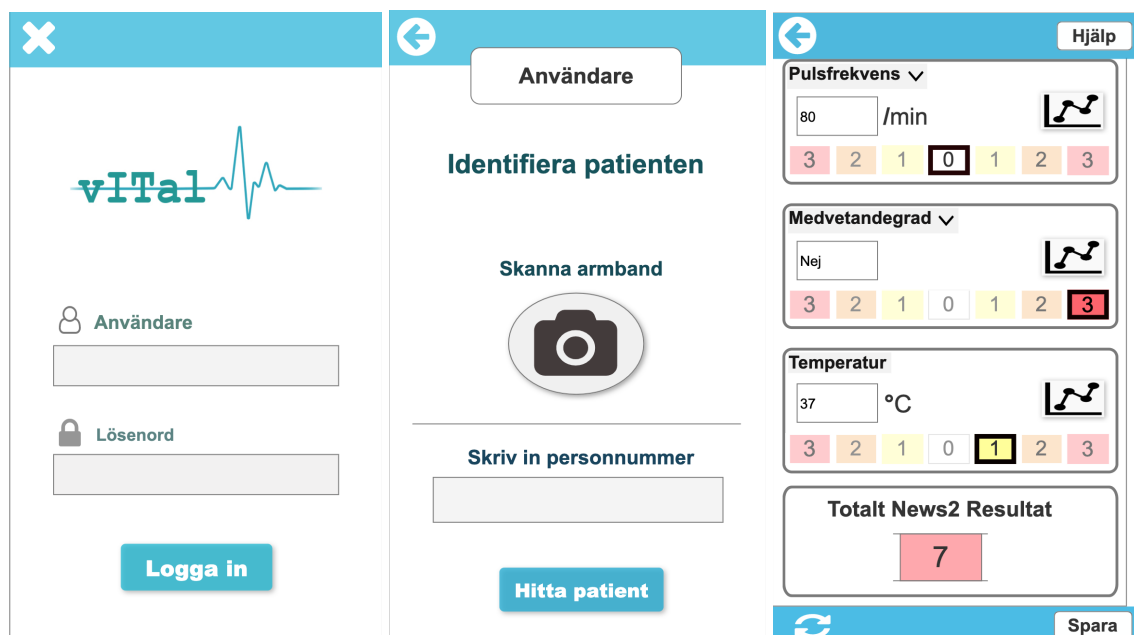 vITal
Användare
Lösenord
Logga in
Användare
Identifiera patienten
Skanna armband
Skriv in personnummer
Hitta patient
Hjälp
Pulsfrekvens
80 /min
3 2 1 0 1 2 3
Medvetandegrad
Nej
3 2 1 0 1 2 3
Temperatur
37 °C
3 2 1 0 1 2 3
Totalt News2 Resultat
7
Spara